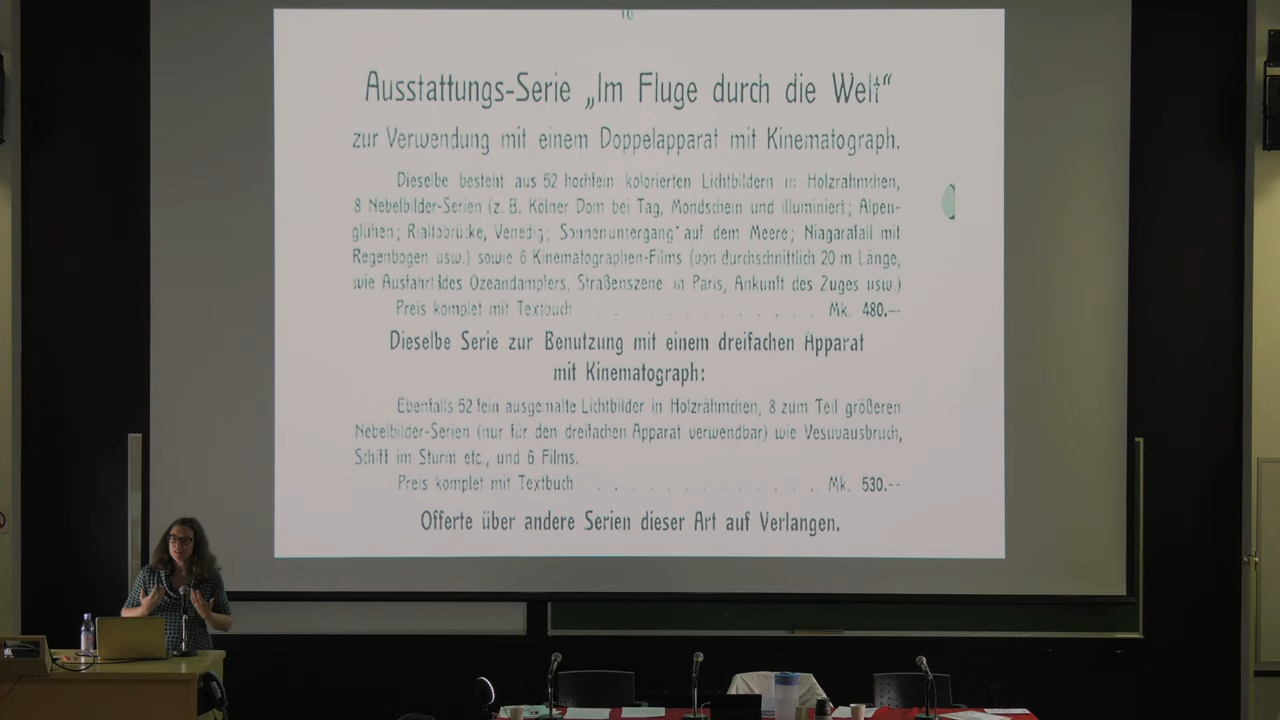 16
Ausstattungs-Serie „Im Fluge durch die Welt“
zur Verwendung mit einem Doppelapparat mit Kinematograph.
Dieselbe besteht aus 52 hochfein kolorierten Lichtbildern in Holzrähmchen,
8 Nebelbilder-Serien (z. B. Kölner Dom bei Tag, Mondschein und illuminiert; Alpen-
glühen; Rialtobrücke, Venedig; Sonnenuntergang auf dem Meere; Niagarafall mit
Regenbogen usw.) sowie 6 Kinematographen-Films (von durchschnittlich 20 m Länge,
wie Ausfahrt des Ozeandampfers, Straßenszene in Paris, Ankunft des Zuges usw.)
Preis komplet mit Textbuch . . . . . . . . . . . . Mk. 480.--
Dieselbe Serie zur Benutzung mit einem dreifachen Apparat
mit Kinematograph:
Ebenfalls 52 fein ausgemalte Lichtbilder in Holzrähmchen, 8 zum Teil größeren
Nebelbilder-Serien (nur für den dreifachen Apparat verwendbar) wie Vesuvausbruch,
Schiff im Sturm etc., und 6 Films.
Preis komplet mit Textbuch . . . . . . . . . . . . Mk. 530.--
Offerte über andere Serien dieser Art auf Verlangen.